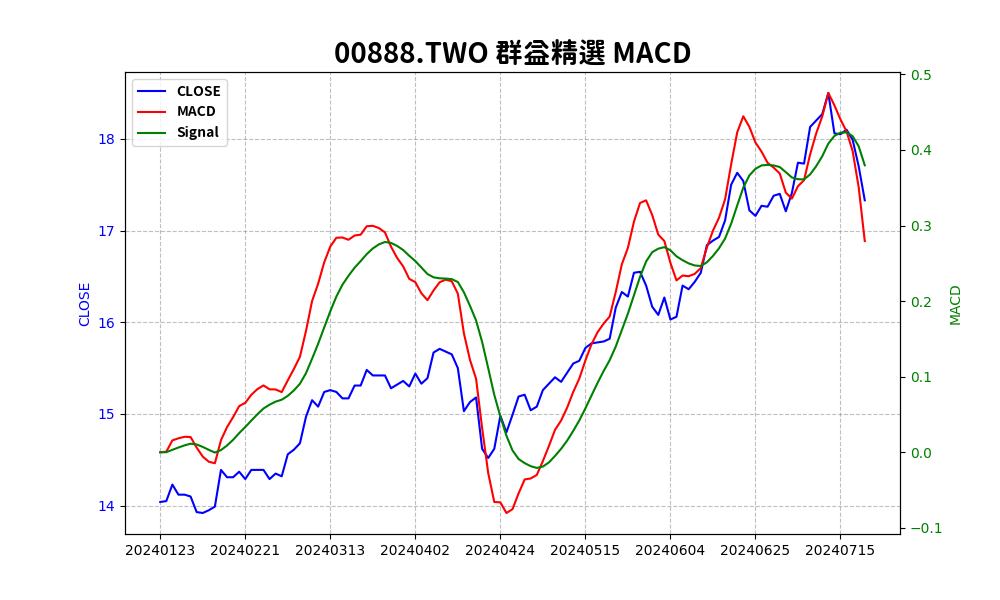 00888.TWO 群益精選 MACD
CLOSE
MACD
Signal
18
17
16
15
14
CLOSE
0.5
0.4
0.3
0.2
0.1
0.0
−0.1
MACD
20240123 20240221 20240313 20240402 20240424 20240515 20240604 20240625 20240715